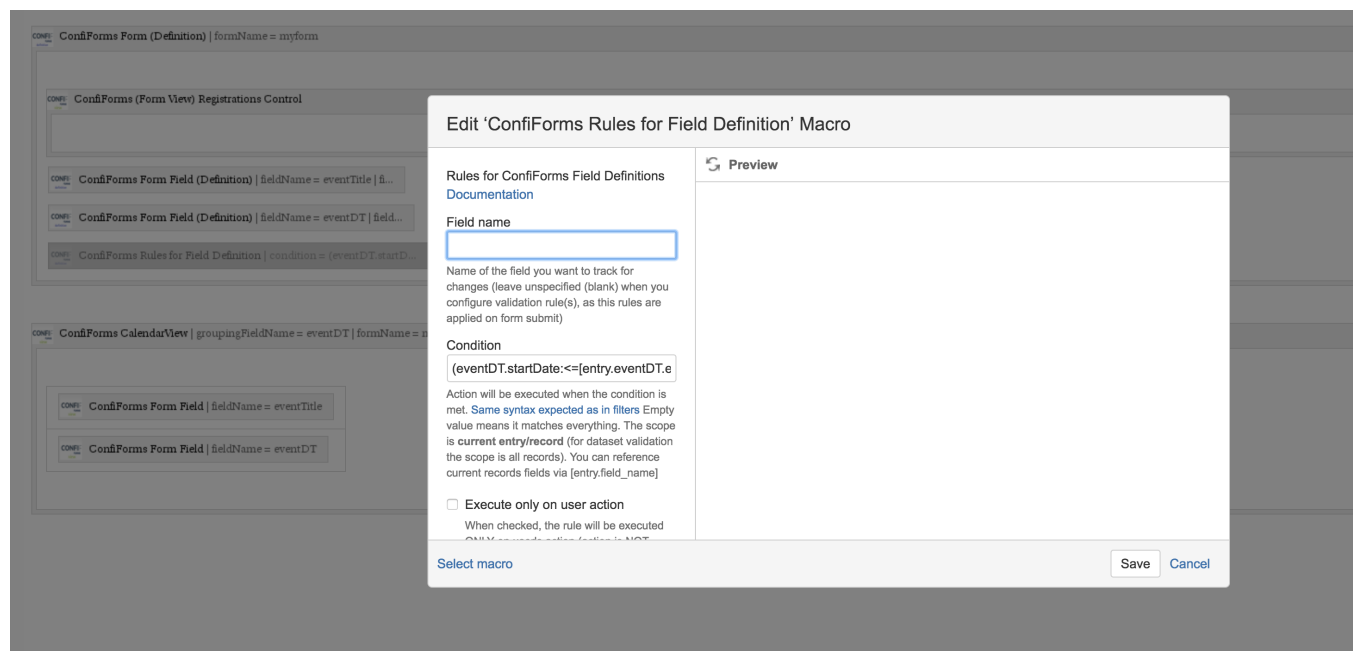 ConfiForms Form (Definition) | formName = myform
ConfiForms (Form View) Registrations Control
ConfiForms Form Field (Definition) | fieldName = eventTitle | fi...
ConfiForms Form Field (Definition) | fieldName = eventDT | field...
ConfiForms Rules for Field Definition | condition = (eventDT.startD...
ConfiForms CalendarView | groupingFieldName = eventDT | formName = m
ConfiForms Form Field | fieldName = eventTitle
ConfiForms Form Field | fieldName = eventDT
Edit ‘ConfiForms Rules for Field Definition’ Macro
Rules for ConfiForms Field Definitions
Documentation
Field name
Name of the field you want to track for
changes (leave unspecified (blank) when you
configure validation rule(s), as this rules are
applied on form submit)
Condition
(eventDT.startDate:<=[entry.eventDT.e
Action will be executed when the condition is
met. Same syntax expected as in filters Empty
value means it matches everything. The scope
is current entry/record (for dataset validation
the scope is all records). You can reference
current records fields via [entry.field_name]
Execute only on user action
When checked, the rule will be executed
Preview
Select macro
Save Cancel